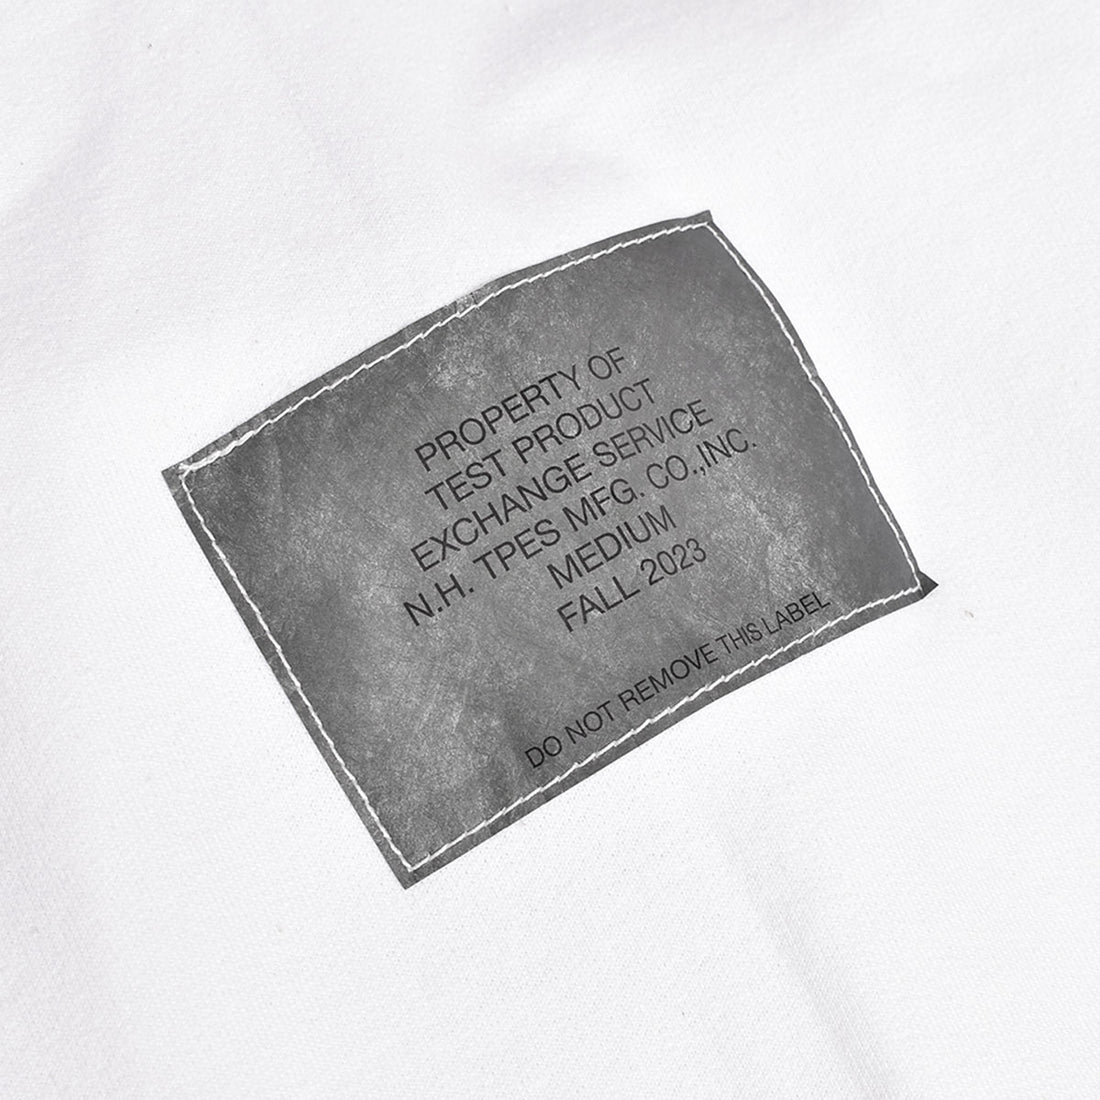 PROPERTY OF
TEST PRODUCT
EXCHANGE SERVICE
N.H. TPES MFG. CO.,INC.
MEDIUM
FALL 2023
DO NOT REMOVE THIS LABEL